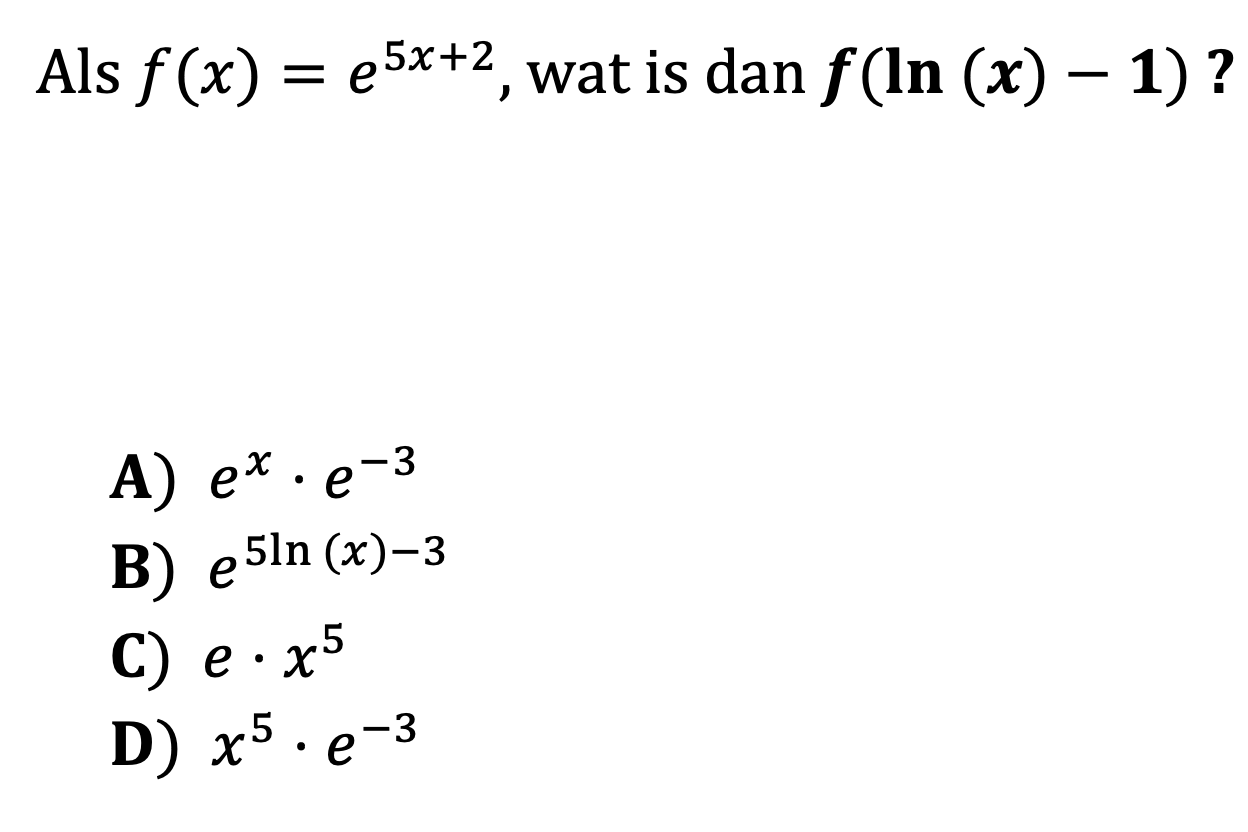 Als f(x) = e^{5x+2}, wat is dan f(ln (x) − 1) ?
A) e^x · e^{−3}
B) e^{5ln (x)−3}
C) e · x^5
D) x^5 · e^{−3}